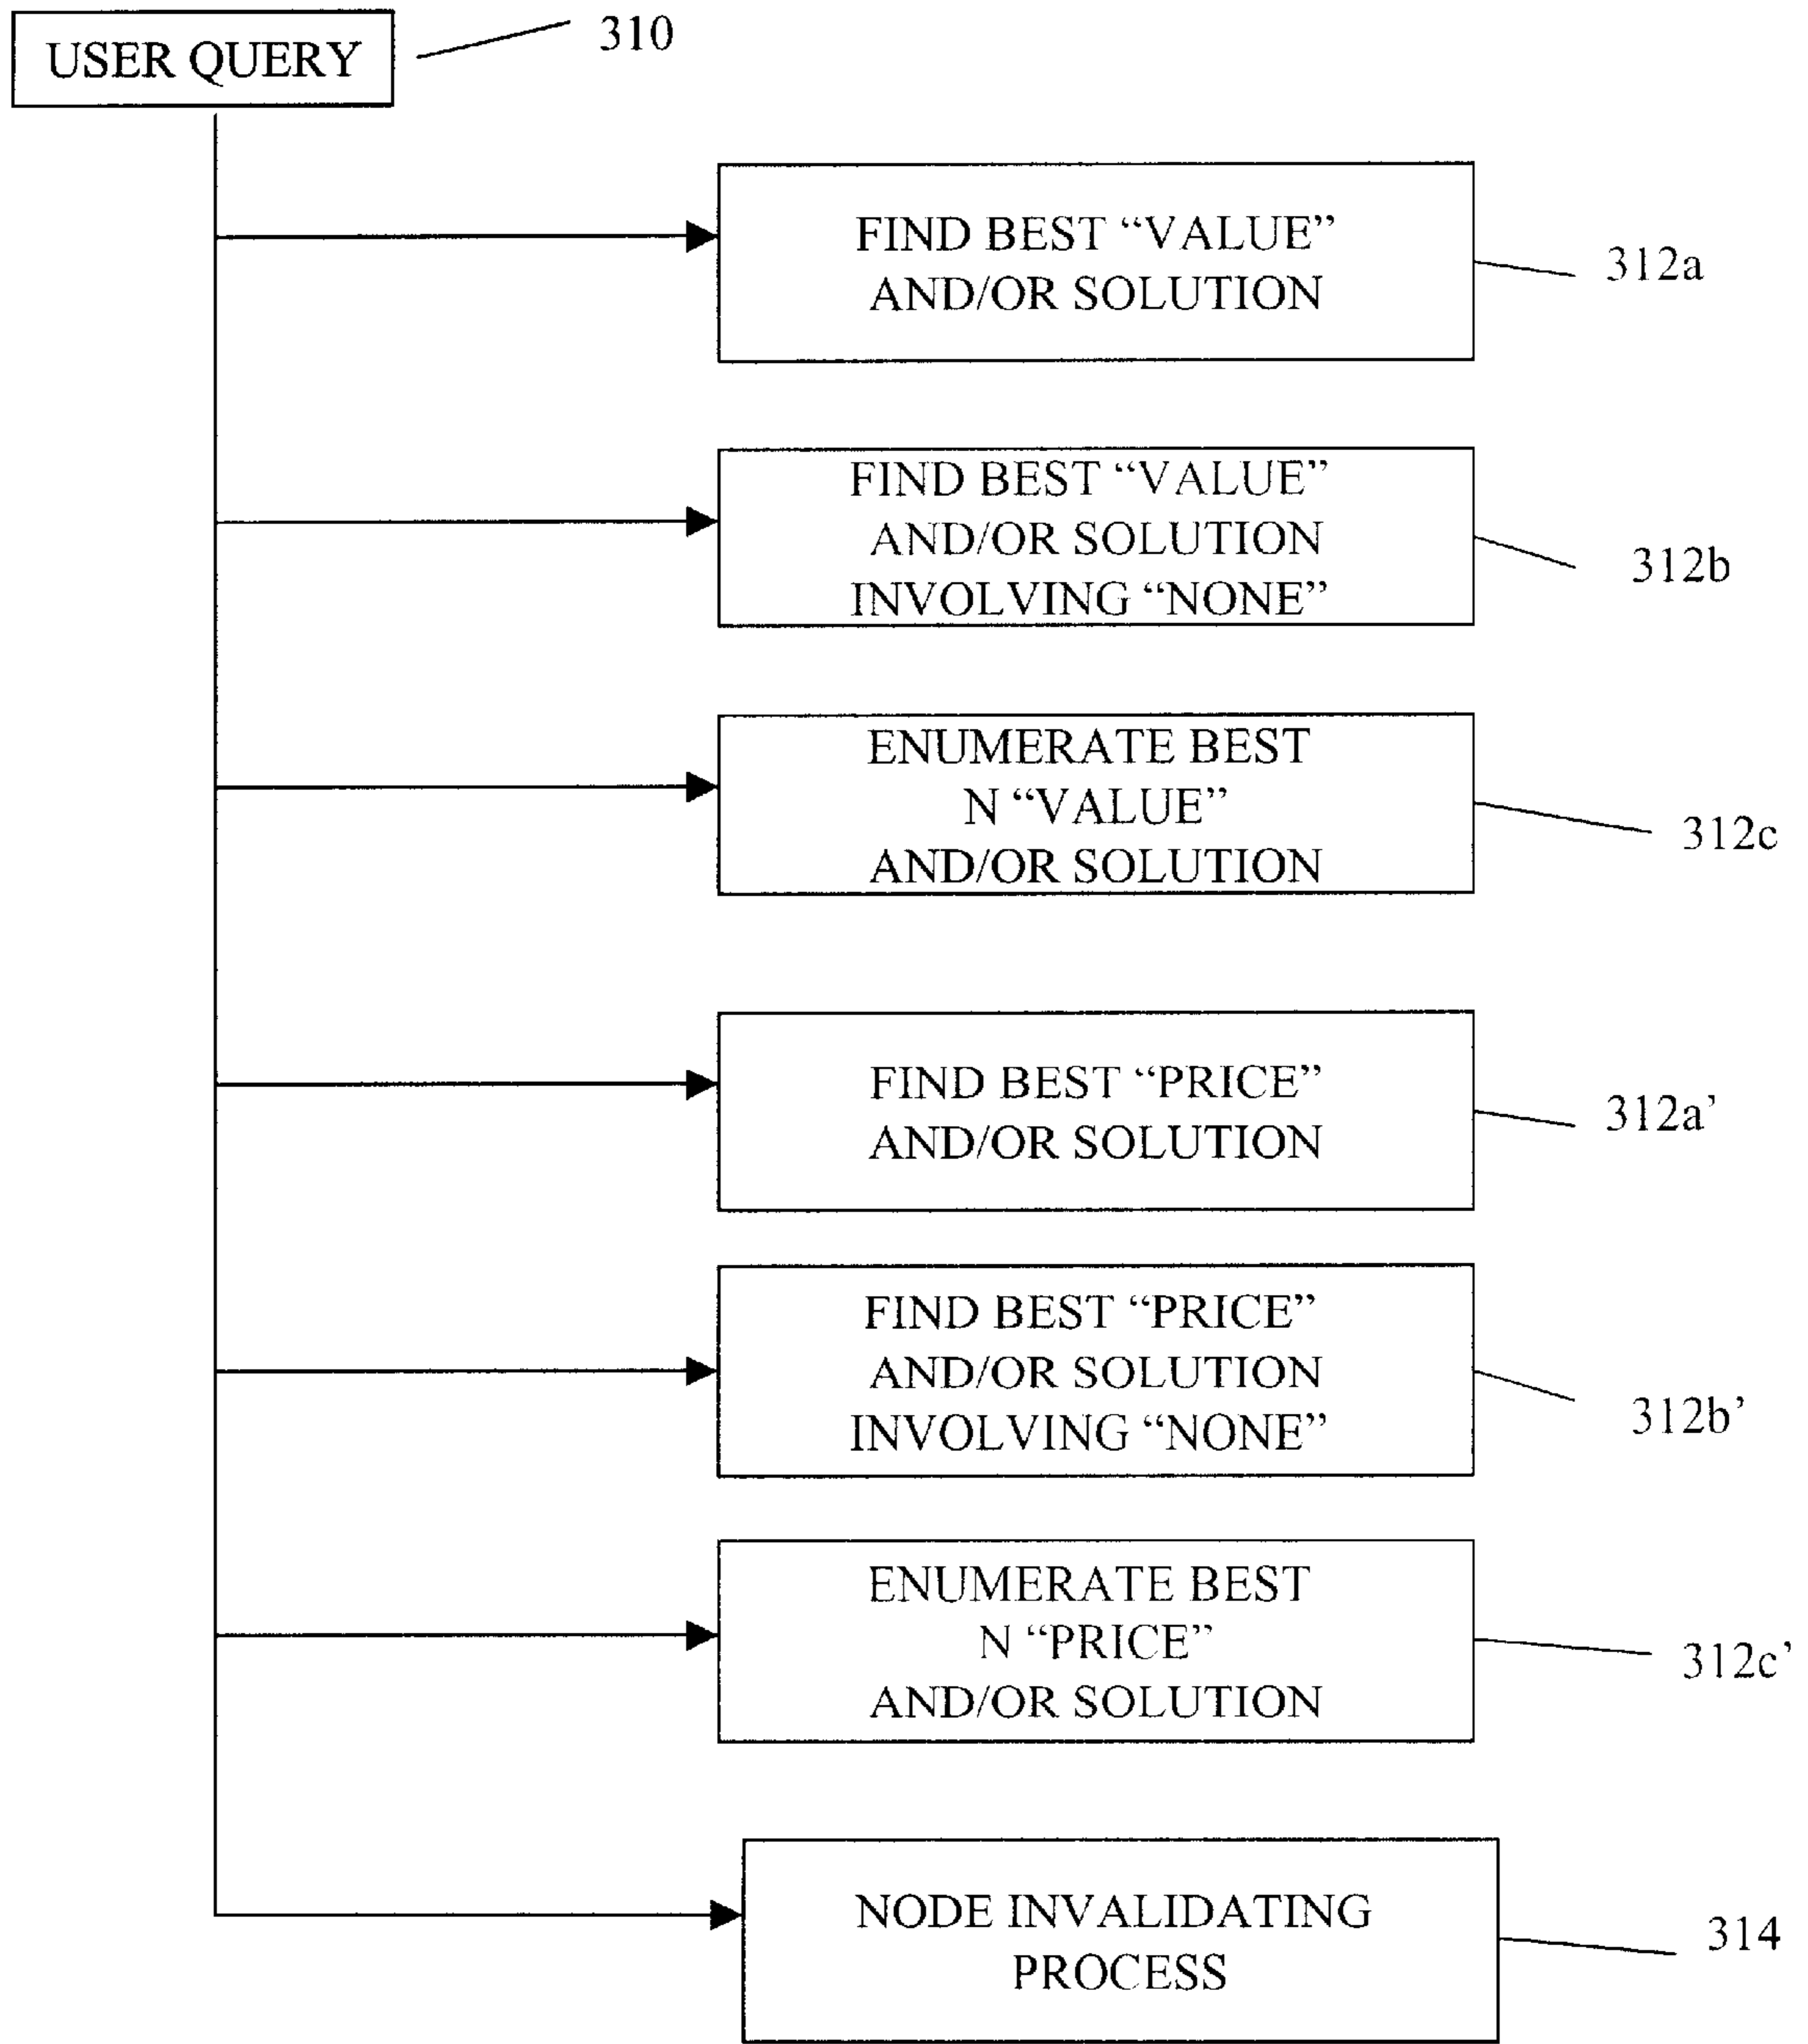 USER QUERY
310
FIND BEST “VALUE”
AND/OR SOLUTION
312a
FIND BEST “VALUE”
AND/OR SOLUTION
INVOLVING “NONE”
312b
ENUMERATE BEST
N “VALUE”
AND/OR SOLUTION
312c
FIND BEST “PRICE”
AND/OR SOLUTION
312a’
FIND BEST “PRICE”
AND/OR SOLUTION
INVOLVING “NONE”
312b’
ENUMERATE BEST
N “PRICE”
AND/OR SOLUTION
312c’
NODE INVALIDATING
PROCESS
314